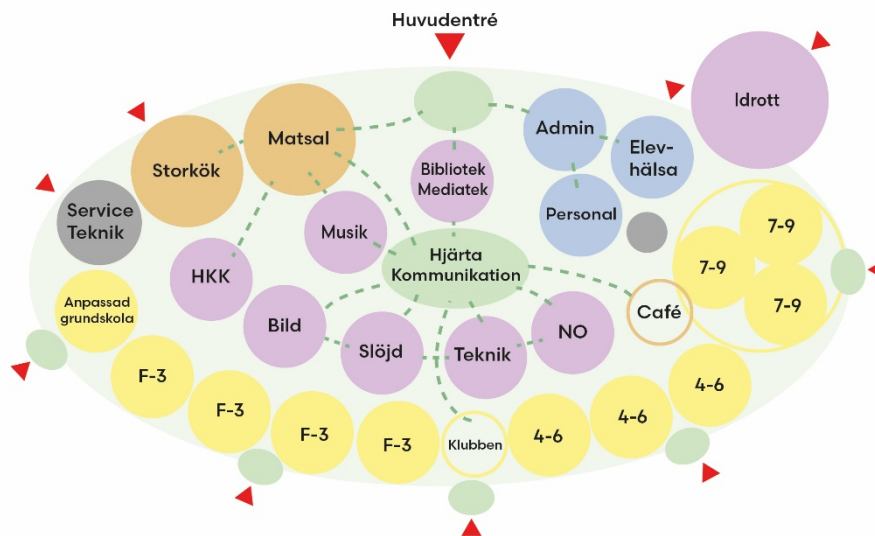 Huvudentré
Idrott
Admin
Elev-
hälsa
Matsal
Storkök
Bibliotek
Mediatek
Personal
Service
Teknik
Musik
7-9
7-9
7-9
Hjärta
Kommunikation
HKK
Anpassad
grundskola
Bild
Café
NO
Slöjd
Teknik
F-3
F-3
F-3
F-3
Klubben
4-6
4-6
4-6